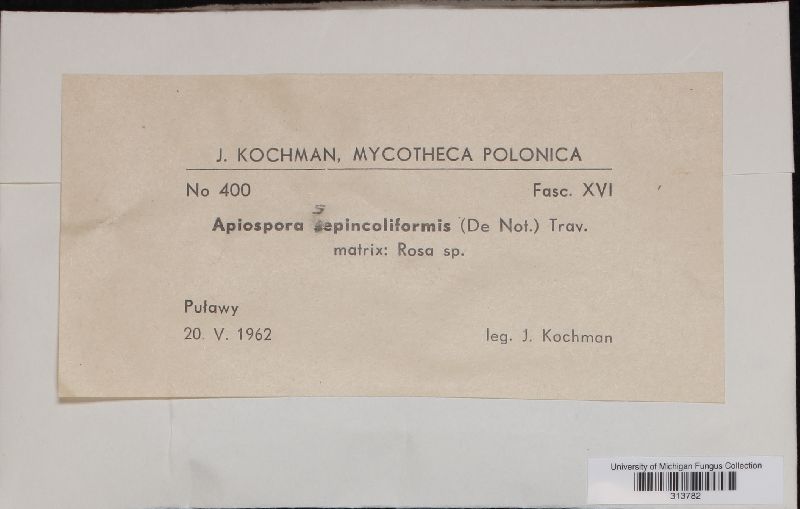 J. KOCHMAN, MYCOTHECA POLONICA
No 400 Fasc. XVI
Apiospora sepincoliformis (De Not.) Trav.
matrix: Rosa sp.
Puławy
20. V. 1962 leg. J. Kochman
University of Michigan Fungus Collection
313782